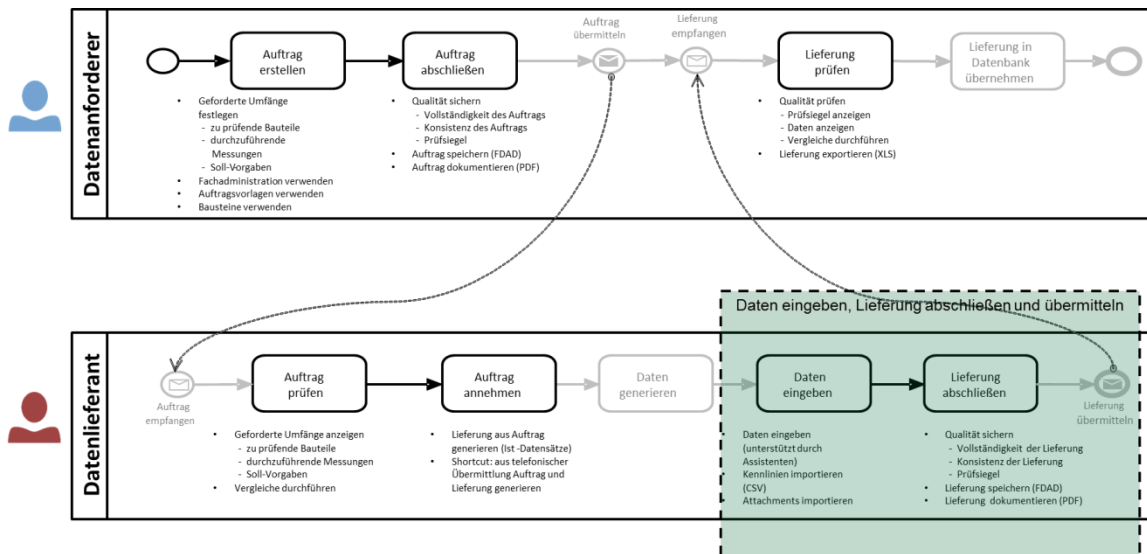 Datenanforderer
Auftrag
erstellen
• Geforderte Umfänge
festlegen
- zu prüfende Bauteile
- durchzuführende
Messungen
- Soll-Vorgaben
• Fachadministration verwenden
• Auftragsvorlagen verwenden
• Bausteine verwenden
Auftrag
abschließen
• Qualität sichern
- Vollständigkeit des Auftrags
- Konsistenz des Auftrags
- Prüfsiegel
• Auftrag speichern (FDAD)
• Auftrag dokumentieren (PDF)
Auftrag
übermitteln
Lieferung
empfangen
Lieferung
prüfen
• Qualität prüfen
- Prüfsiegel anzeigen
- Daten anzeigen
- Vergleiche durchführen
• Lieferung exportieren (XLS)
Lieferung in
Datenbank
übernehmen
Daten eingeben, Lieferung abschließen und übermitteln
Datenlieferant
Auftrag
empfangen
Auftrag
prüfen
• Geforderte Umfänge anzeigen
- zu prüfende Bauteile
- durchzuführende Messungen
- Soll-Vorgaben
• Vergleiche durchführen
Auftrag
annehmen
• Lieferung aus Auftrag
generieren (Ist -Datensätze)
• Shortcut: aus telefonischer
Übermittlung Auftrag und
Lieferung generieren
Daten
generieren
Daten
eingeben
• Daten eingeben
(unterstützt durch
Assistenten)
• Kennlinien importieren
(CSV)
• Attachments importieren
Lieferung
abschließen
• Qualität sichern
- Vollständigkeit der Lieferung
- Konsistenz der Lieferung
- Prüfsiegel
• Lieferung speichern (FDAD)
• Lieferung dokumentieren (PDF)
Lieferung
übermitteln